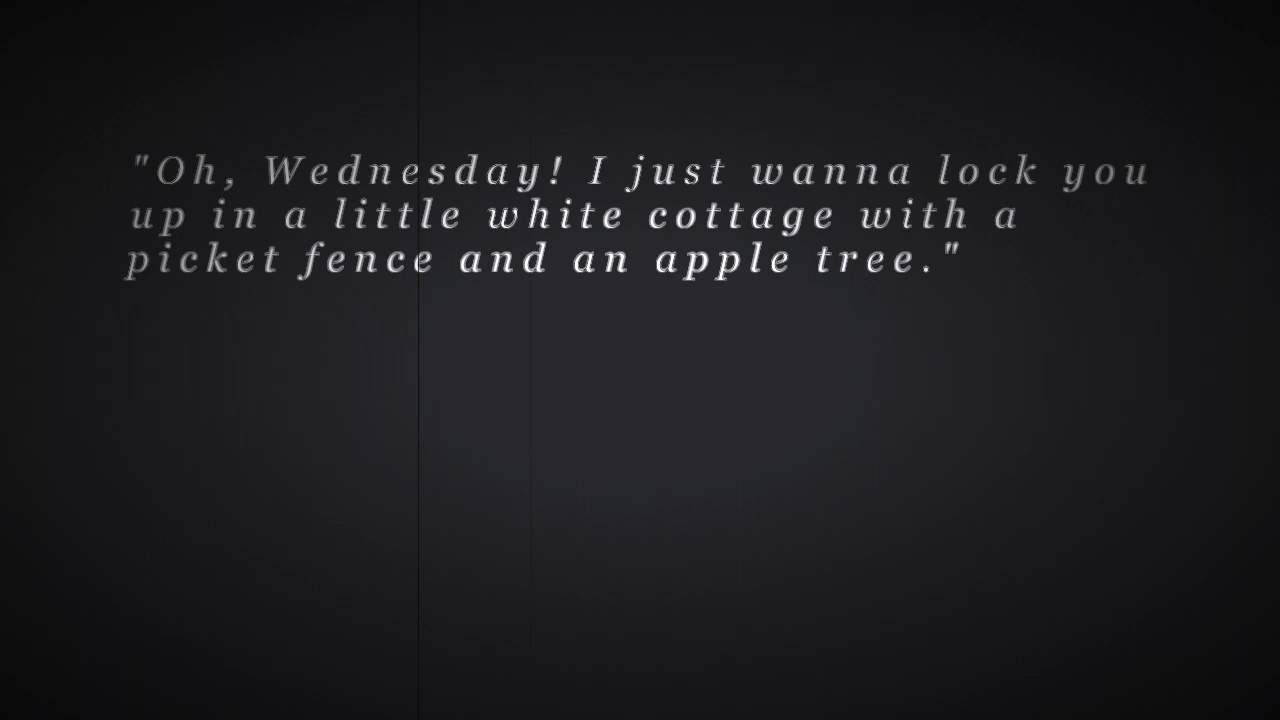 "Oh, Wednesday! I just wanna lock you
up in a little white cottage with a
picket fence and an apple tree."